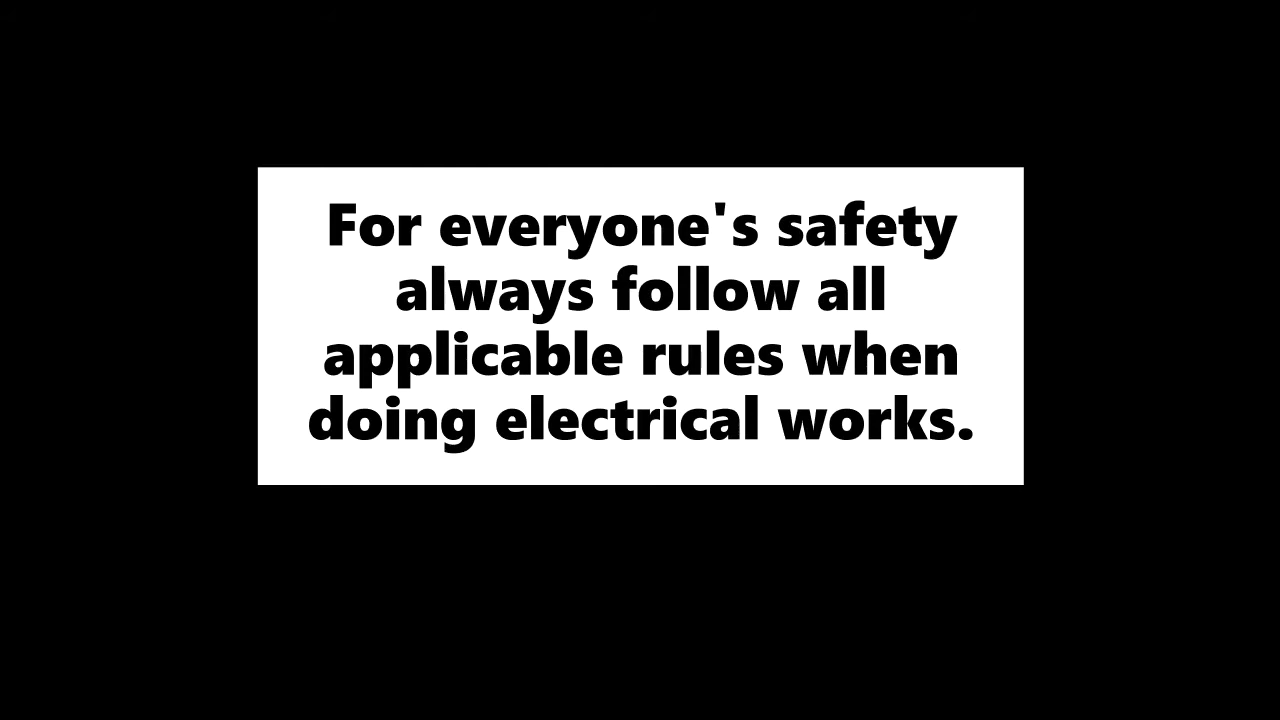 For everyone's safety
always follow all
applicable rules when
doing electrical works.